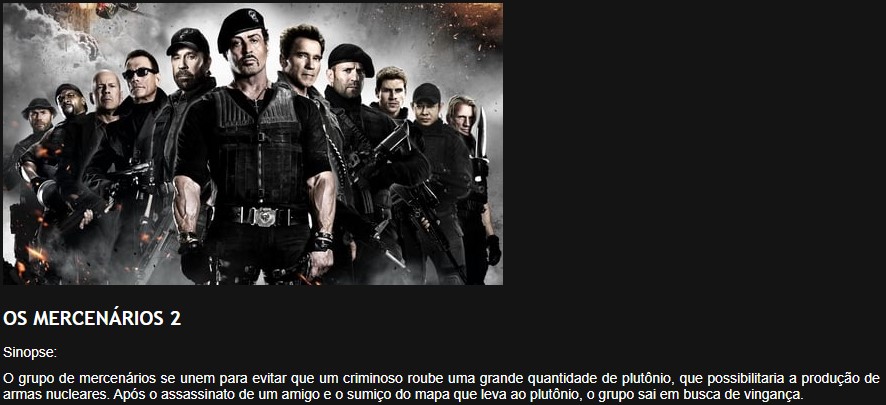 OS MERCENÁRIOS 2
Sinopse:
O grupo de mercenários se unem para evitar que um criminoso roube uma grande quantidade de plutônio, que possibilitaria a produção de
armas nucleares. Após o assassinato de um amigo e o sumiço do mapa que leva ao plutônio, o grupo sai em busca de vingança.